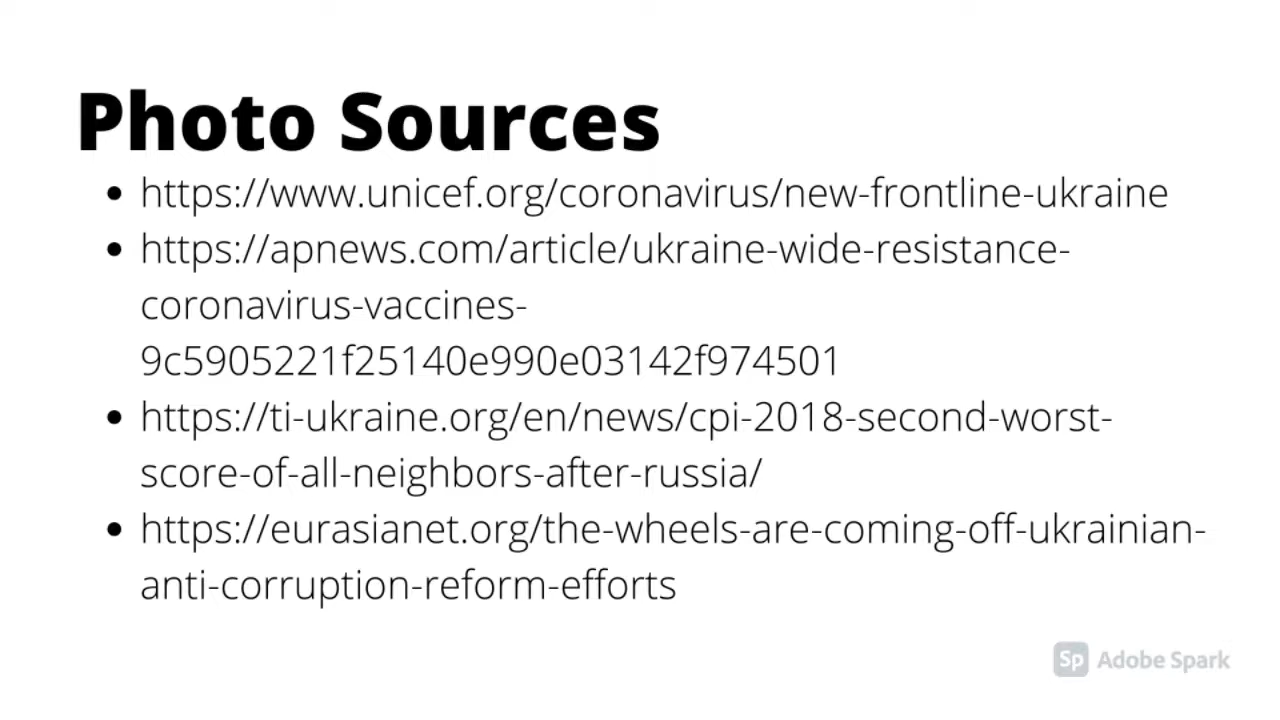 Photo Sources
• https://www.unicef.org/coronavirus/new-frontline-ukraine
• https://apnews.com/article/ukraine-wide-resistance-
coronavirus-vaccines-
9c5905221f25140e990e03142f974501
• https://ti-ukraine.org/en/news/cpi-2018-second-worst-
score-of-all-neighbors-after-russia/
• https://eurasianet.org/the-wheels-are-coming-off-ukrainian-
anti-corruption-reform-efforts
Sp Adobe Spark